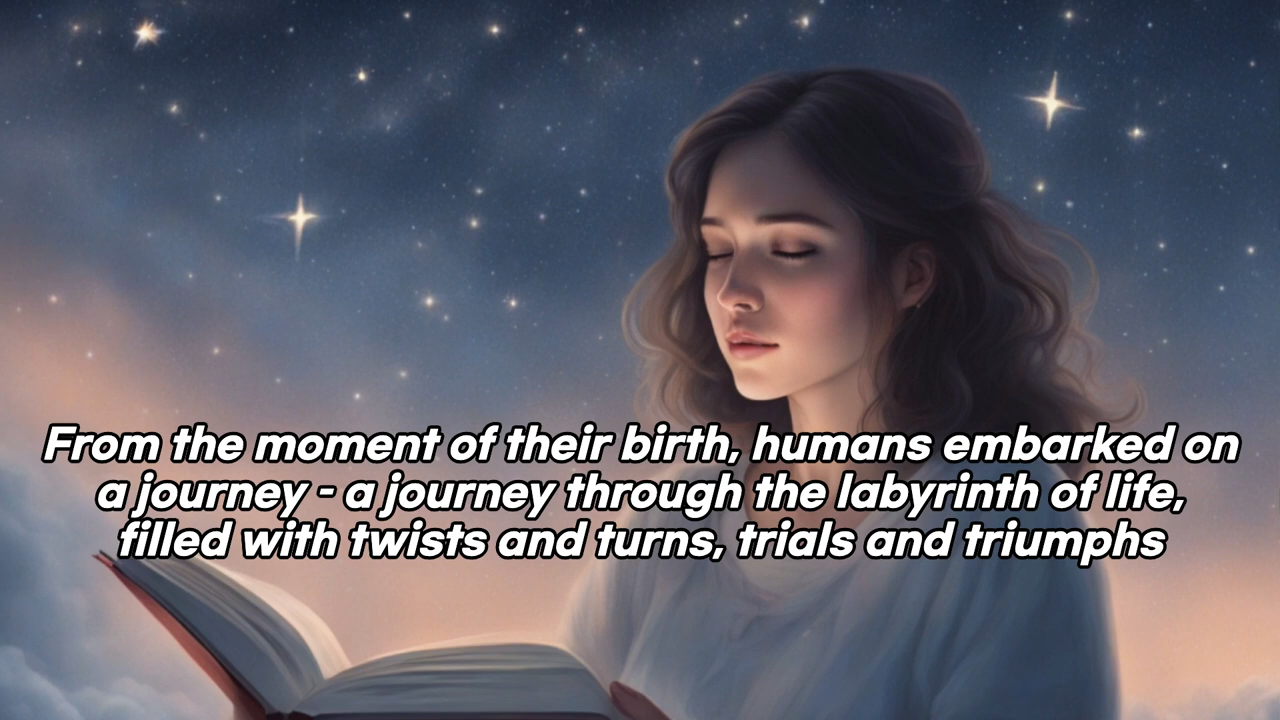 From the moment of their birth, humans embarked on
a journey - a journey through the labyrinth of life,
filled with twists and turns, trials and triumphs